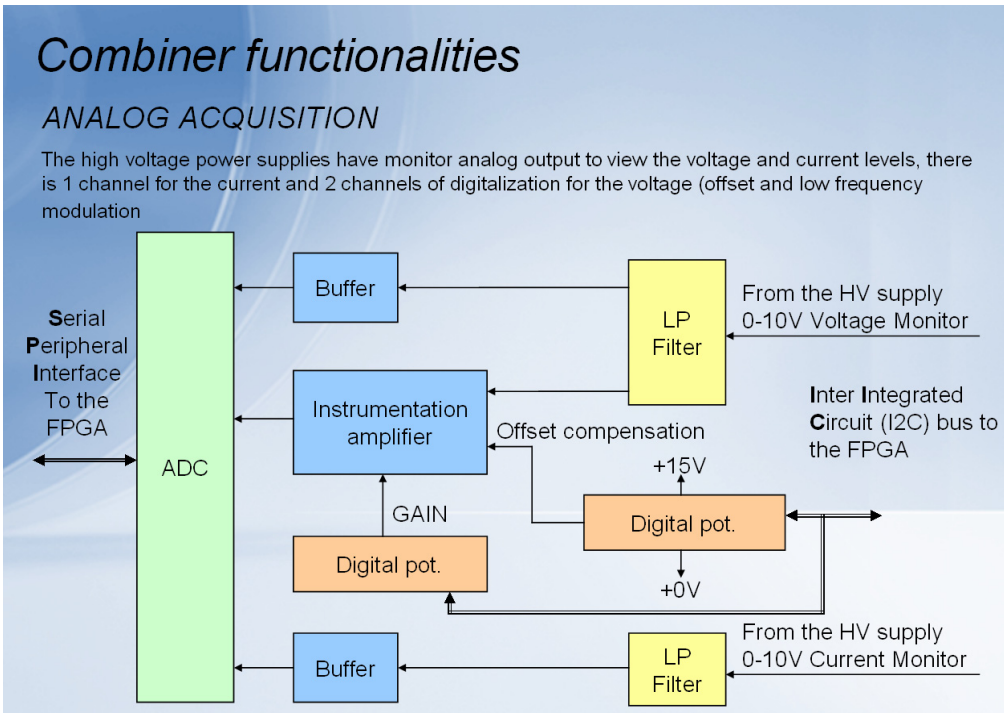 Combiner functionalities
ANALOG ACQUISITION
The high voltage power supplies have monitor analog output to view the voltage and current levels, there
is 1 channel for the current and 2 channels of digitalization for the voltage (offset and low frequency
modulation
Serial
Peripheral
Interface
To the
FPGA
ADC
Buffer
LP
Filter
From the HV supply
0-10V Voltage Monitor
Instrumentation
amplifier
Offset compensation
Inter Integrated
Circuit (I2C) bus to
the FPGA
+15V
Digital pot.
+0V
GAIN
Digital pot.
Buffer
LP
Filter
From the HV supply
0-10V Current Monitor